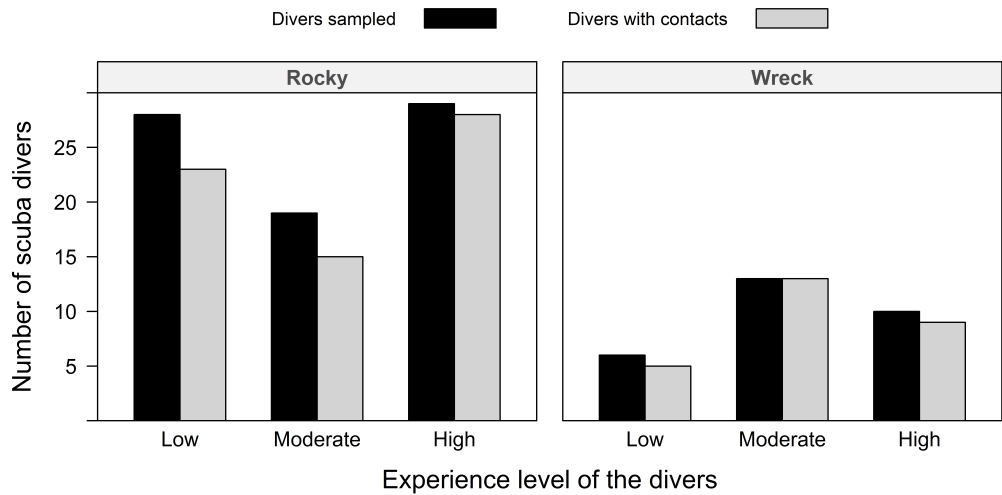 Divers sampled Divers with contacts
Rocky Wreck
Number of scuba divers
25
20
15
10
5
Low Moderate High Low Moderate High
Experience level of the divers